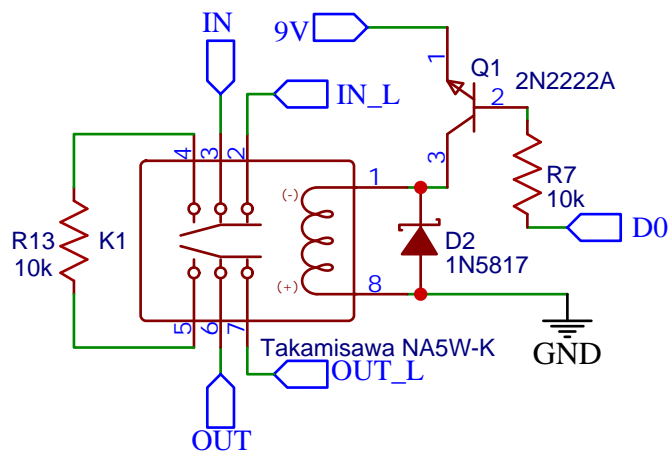 IN
9V
Q1
1
2N2222A
2
IN_L
3
4
3
2
1
R7
10k
D0
(-)
R13
10k
K1
D2
1N5817
(+)
8
5
6
7
Takamisawa NA5W-K
GND
OUT_L
OUT